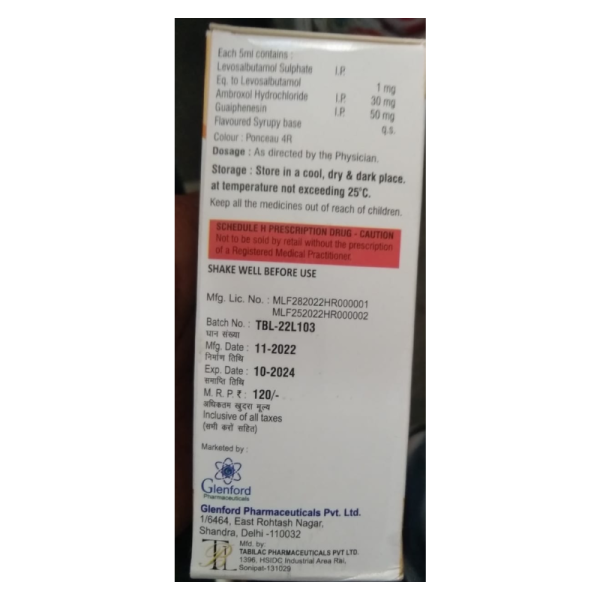 Each 5ml contains :
Levosalbutamol Sulphate I.P.
Eq. to Levosalbutamol 1 mg
Ambroxol Hydrochloride I.P. 30 mg
Guaiphenesin I.P. 50 mg
Flavoured Syrupy base q.s.
Colour : Ponceau 4R
Dosage : As directed by the Physician.
Storage : Store in a cool, dry & dark place.
at temperature not exceeding 25°C.
Keep all the medicines out of reach of children.
SCHEDULE H PRESCRIPTION DRUG - CAUTION
Not to be sold by retail without the prescription
of a Registered Medical Practitioner.
SHAKE WELL BEFORE USE
Mfg. Lic. No. : MLF282022HR000001
MLF252022HR000002
Batch No. : TBL-22L103
घान संख्या
Mfg. Date : 11-2022
निर्माण तिथि
Exp. Date : 10-2024
समाप्ति तिथि
M. R. P. ₹ : 120/-
अधिकतम खुदरा मूल्य
Inclusive of all taxes
(सभी करों सहित)
Marketed by :
Glenford
Pharmaceuticals
Glenford Pharmaceuticals Pvt. Ltd.
1/6464, East Rohtash Nagar,
Shandra, Delhi -110032
Mfd. by:
TABILAC PHARMACEUTICALS PVT LTD.
1396, HSIDC Industrial Area Rai,
Sonipat-131029